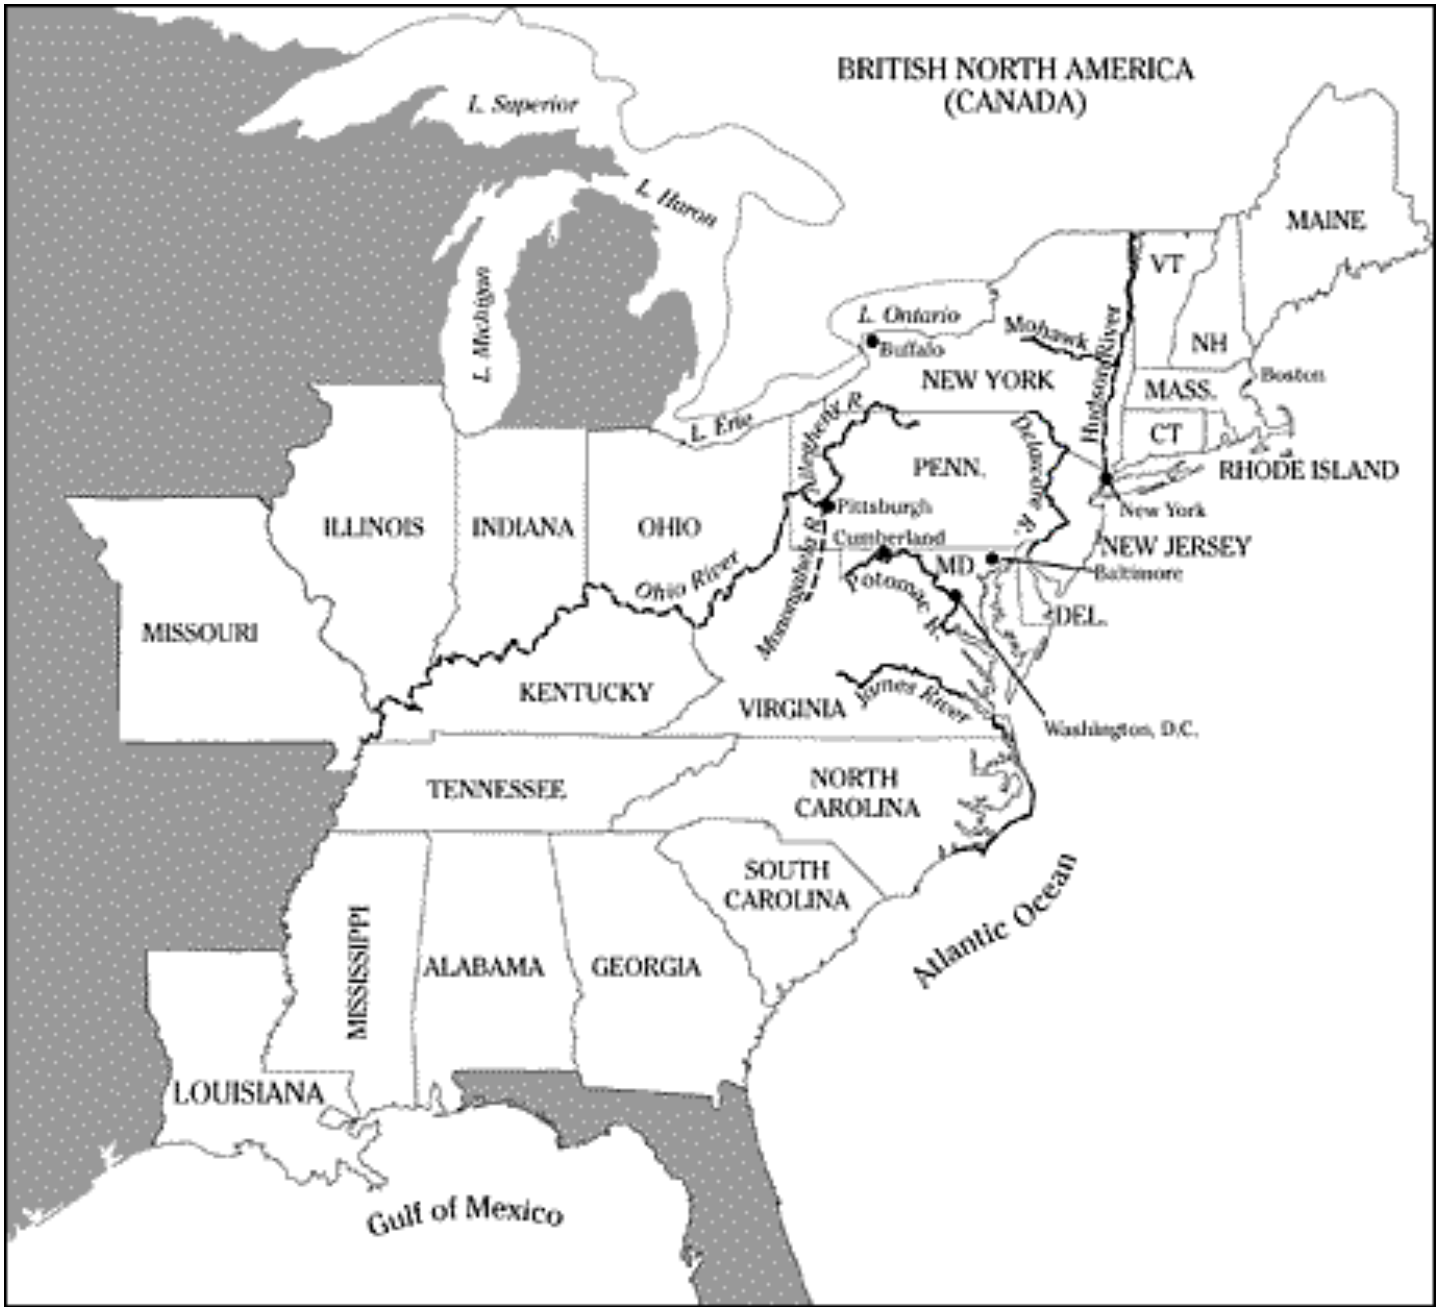 BRITISH NORTH AMERICA
(CANADA)
L. Superior
L. Huron
MAINE
VT
L. Michigan
L. Ontario
Mohawk
Hudson River
NH
Buffalo
NEW YORK
Boston
MASS.
L. Erie
Allegheny R.
Delaware R.
CT
PENN.
RHODE ISLAND
ILLINOIS
INDIANA
OHIO
Pittsburgh
New York
Cumberland
NEW JERSEY
Ohio River
Monongahela R.
MD.
Baltimore
Potomac R.
DEL.
MISSOURI
KENTUCKY
VIRGINIA
James River
Washington, D.C.
TENNESSEE
NORTH
CAROLINA
SOUTH
CAROLINA
Atlantic Ocean
MISSISSIPPI
ALABAMA
GEORGIA
LOUISIANA
Gulf of Mexico